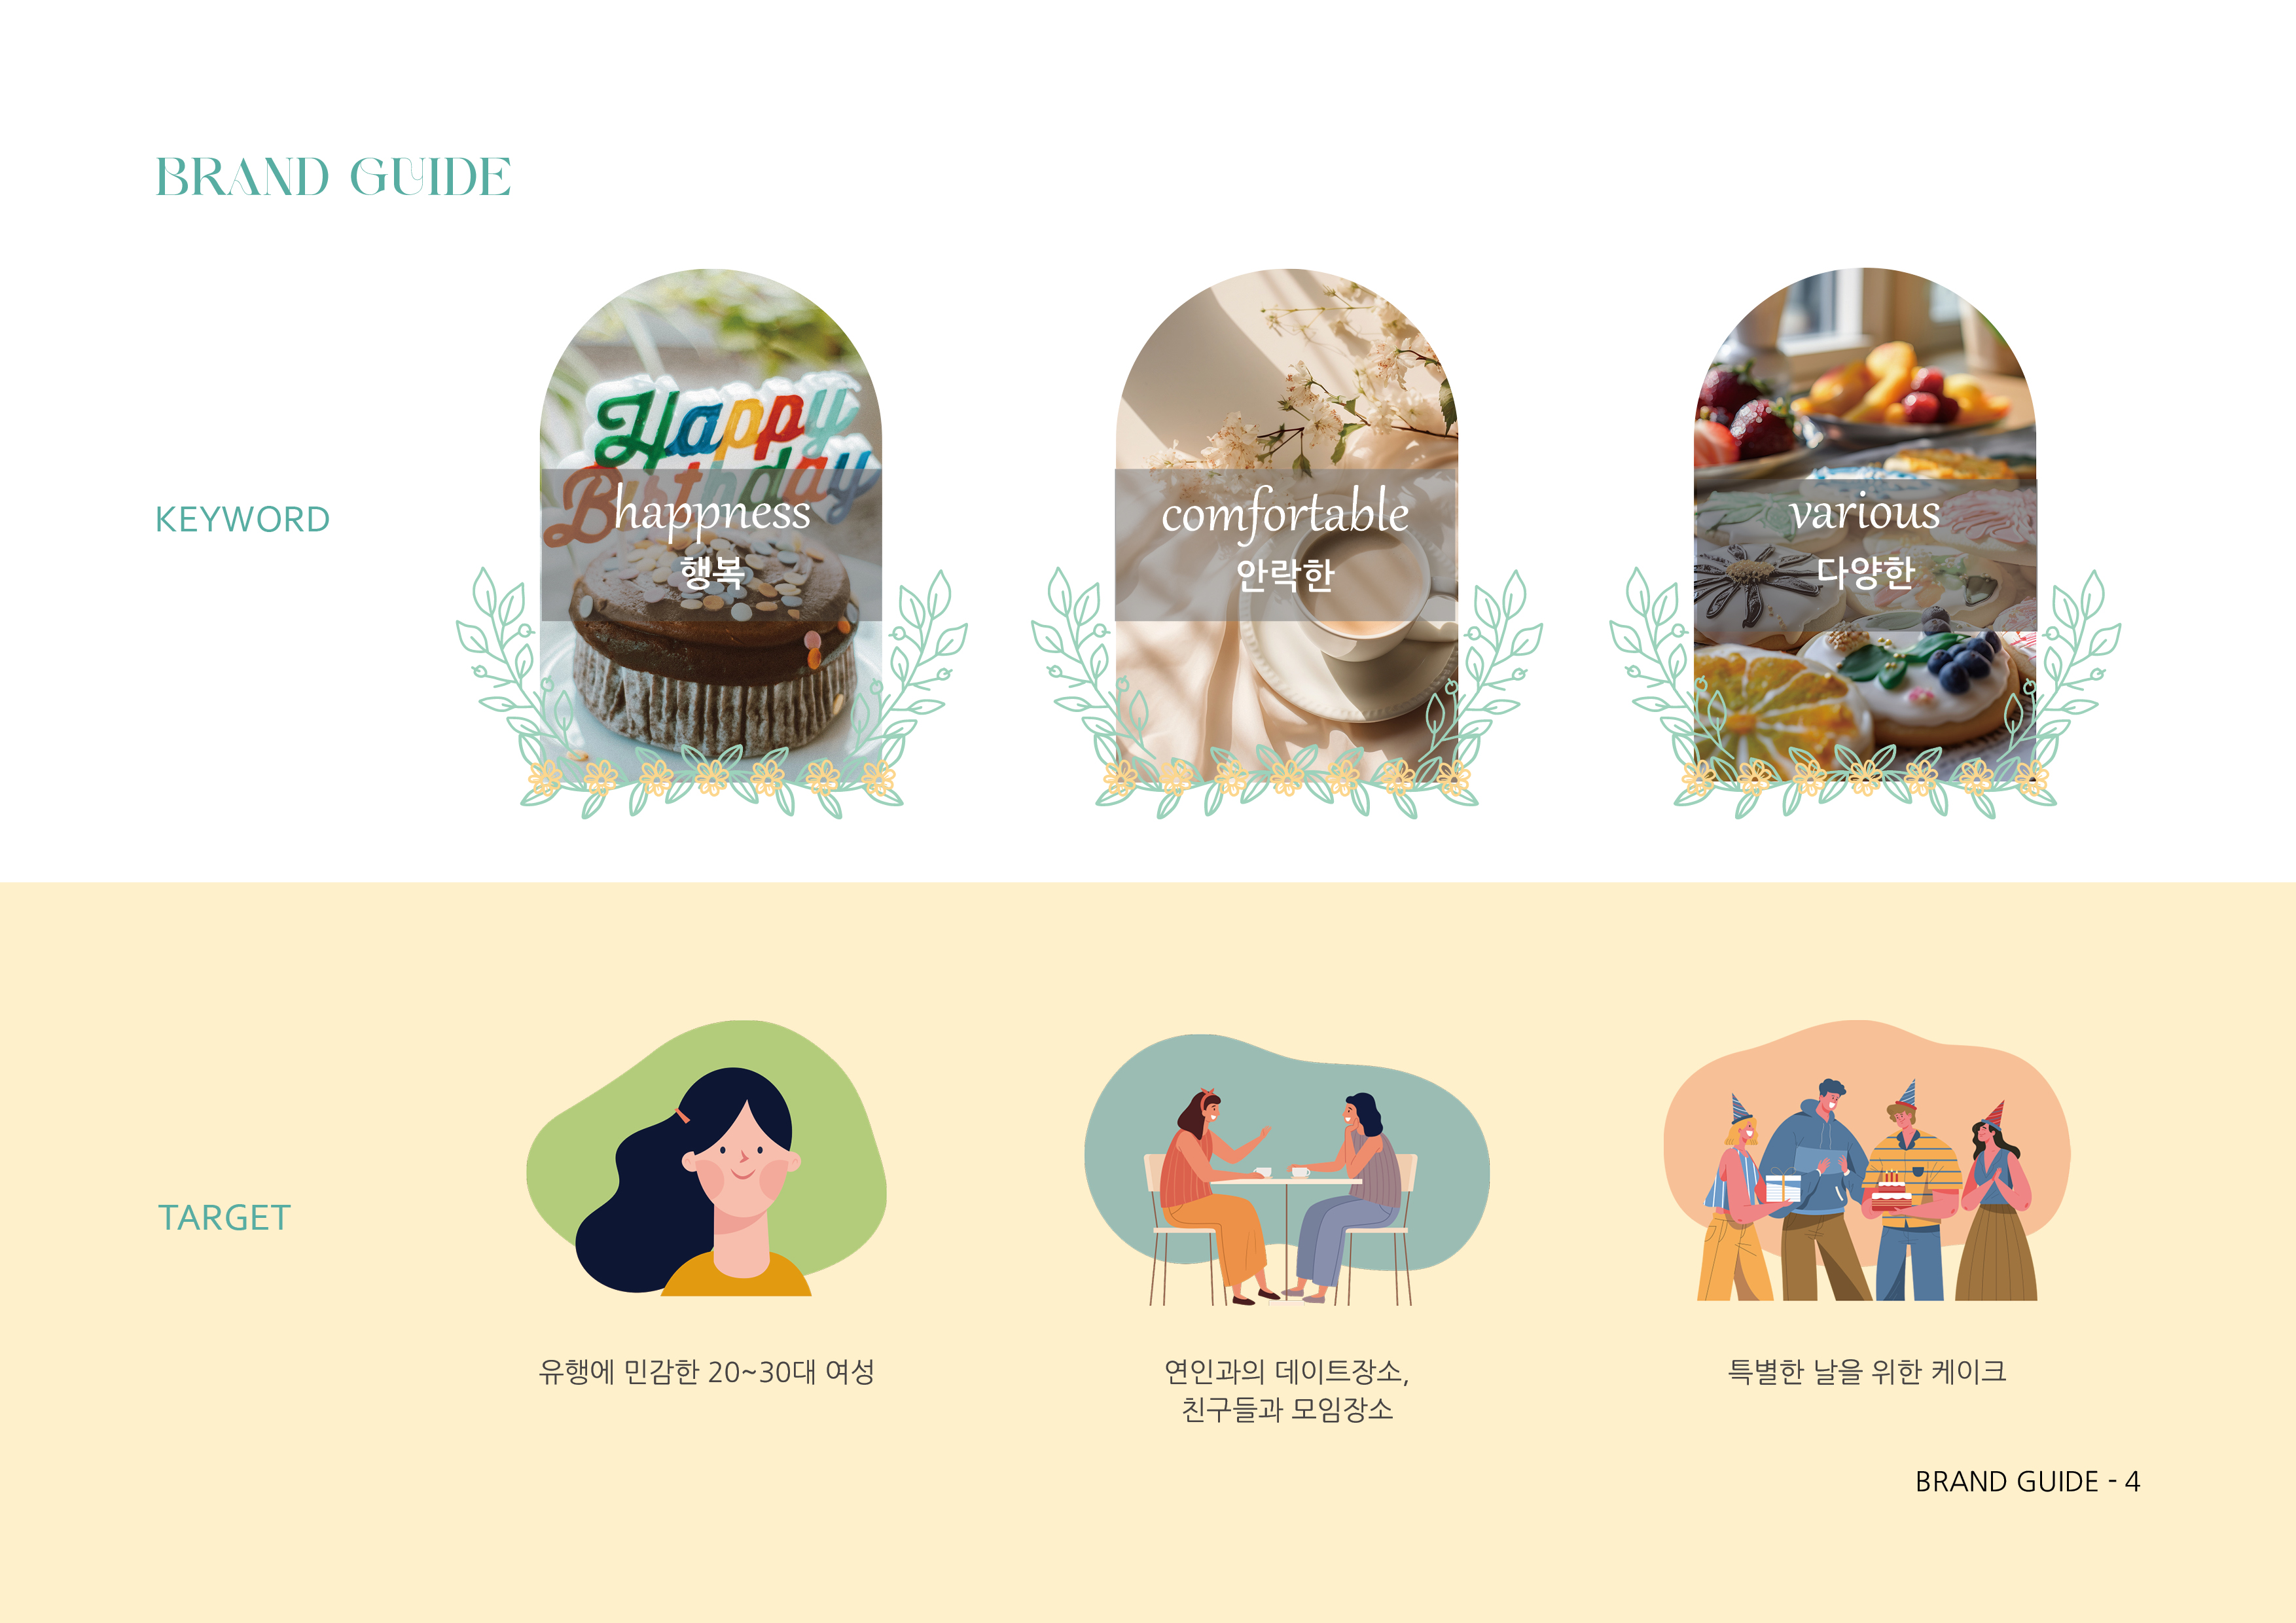 BRAND GUIDE
Happy
Birthday
KEYWORD
happness
행복
comfortable
안락한
various
다양한
TARGET
유행에 민감한 20~30대 여성
연인과의 데이트장소,
친구들과 모임장소
특별한 날을 위한 케이크
BRAND GUIDE - 4